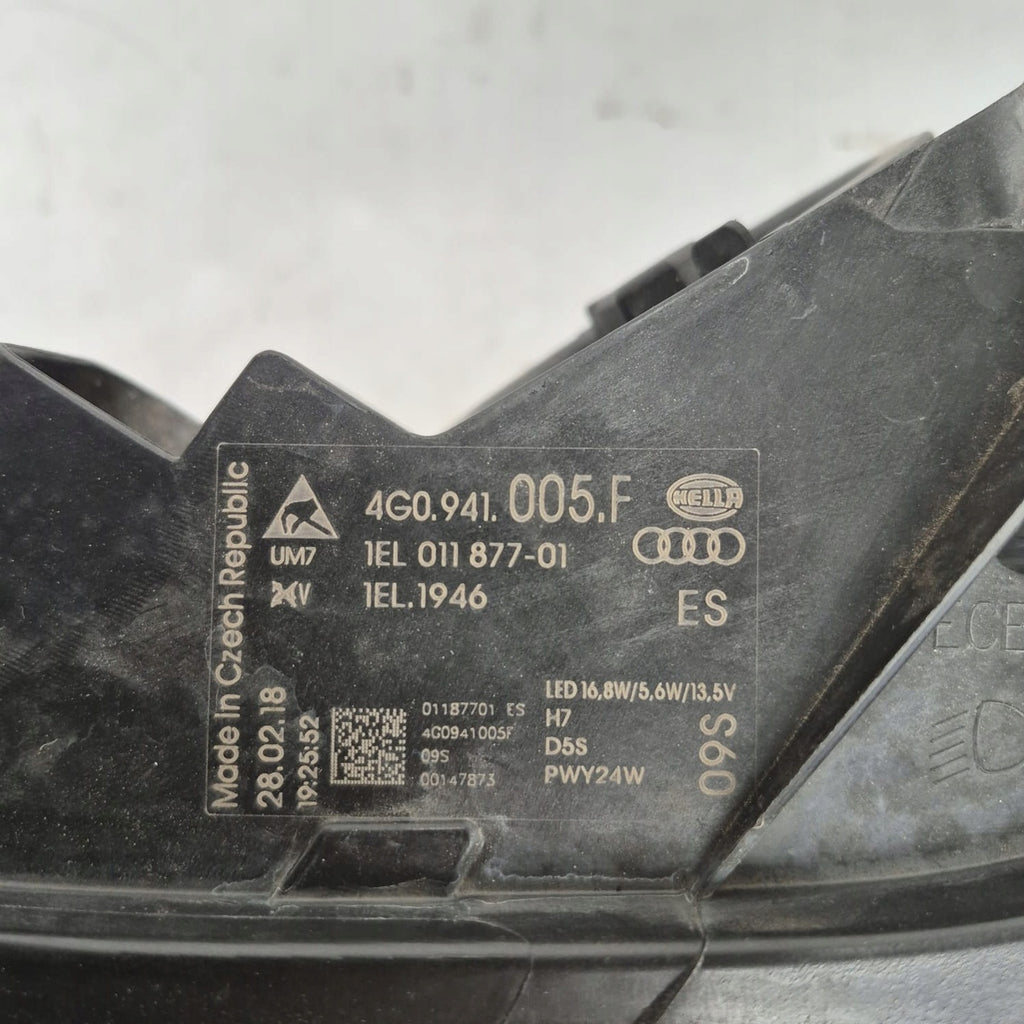 4G0.941. 005.F
HELLA
UM7
1EL 011 877-01
1EL.1946
ES
Made in Czech Republic
28.02.18
19:25:52
01187701 ES
4G0941005F
09S
00147873
LED 16,8W/5,6W/13,5V
H7
D5S
PWY24W
09S
ECE